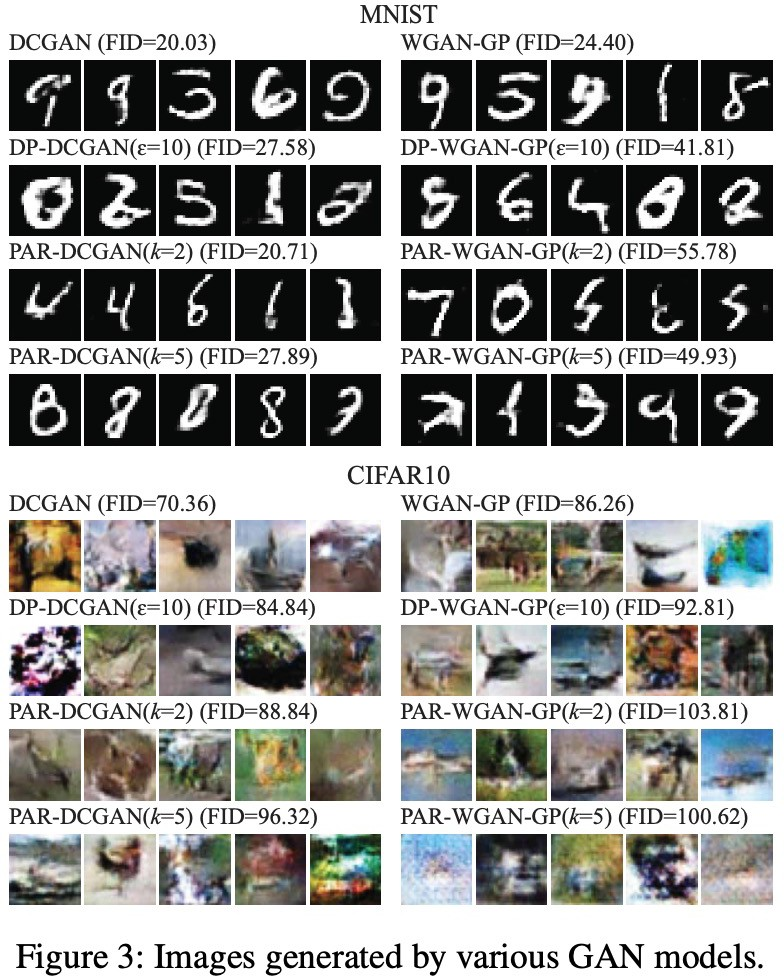 MNIST
DCGAN (FID=20.03)
WGAN-GP (FID=24.40)
DP-DCGAN(ε=10) (FID=27.58)
DP-WGAN-GP(ε=10) (FID=41.81)
PAR-DCGAN(k=2) (FID=20.71)
PAR-WGAN-GP(k=2) (FID=55.78)
PAR-DCGAN(k=5) (FID=27.89)
PAR-WGAN-GP(k=5) (FID=49.93)
CIFAR10
DCGAN (FID=70.36)
WGAN-GP (FID=86.26)
DP-DCGAN(ε=10) (FID=84.84)
DP-WGAN-GP(ε=10) (FID=92.81)
PAR-DCGAN(k=2) (FID=88.84)
PAR-WGAN-GP(k=2) (FID=103.81)
PAR-DCGAN(k=5) (FID=96.32)
PAR-WGAN-GP(k=5) (FID=100.62)
Figure 3: Images generated by various GAN models.